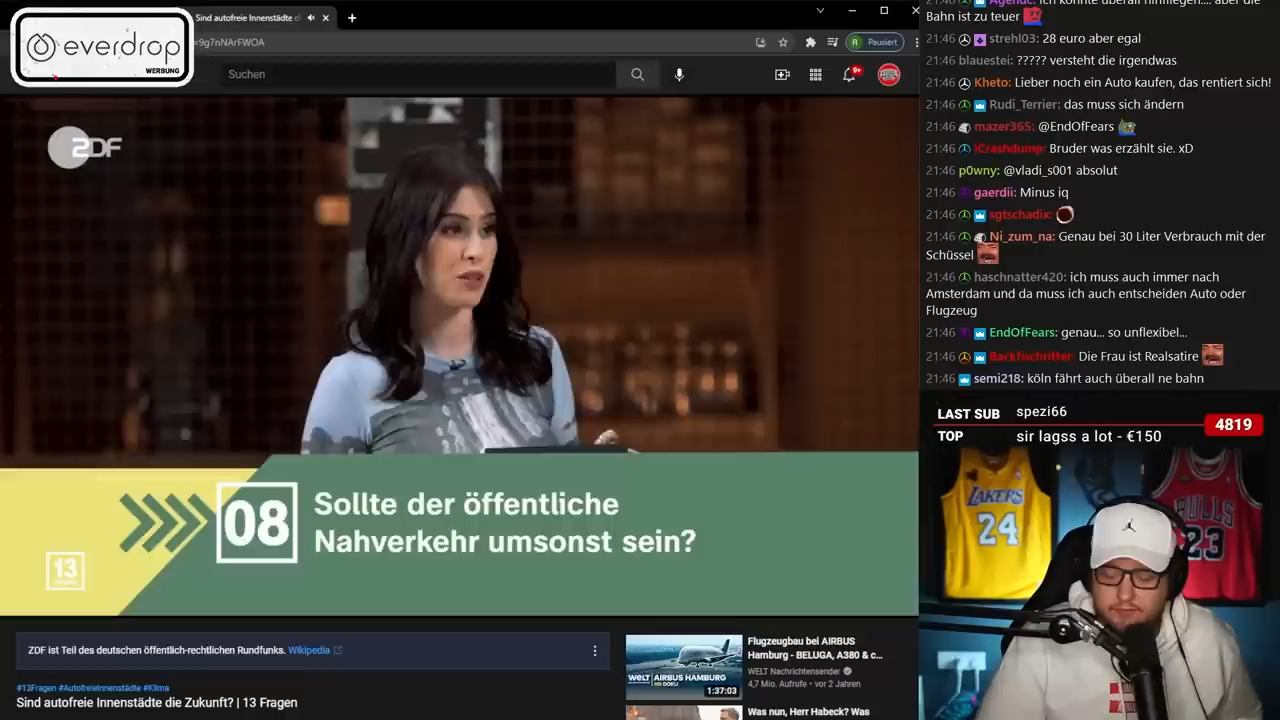 everdrop
WERBUNG
Sind autofreie Innenstädte d
=9g7nNArFWOA
R Pausiert
Suchen
9+
ZDF
08
Sollte der öffentliche
Nahverkehr umsonst sein?
13
ZDF ist Teil des deutschen öffentlich-rechtlichen Rundfunks. Wikipedia
#13Fragen #AutofreieInnenstädte #Klima
Sind autofreie Innenstädte die Zukunft? | 13 Fragen
WELT AIRBUS HAMBURG
HD DOKU
1:37:03
Flugzeugbau bei AIRBUS
Hamburg - BELUGA, A380 & c...
WELT Nachrichtensender
4,7 Mio. Aufrufe • vor 2 Jahren
Was nun, Herr Habeck? Was
Bahn ist zu teuer
21:46 strehl03: 28 euro aber egal
21:46 blauestei: ????? versteht die irgendwas
21:46 Kheto: Lieber noch ein Auto kaufen, das rentiert sich!
21:46 Rudi_Terrier: das muss sich ändern
21:46 mazer365: @EndOfFears
21:46 iCrashdump: Bruder was erzählt sie. xD
21:46 p0wny: @vladi_s001 absolut
21:46 gaerdii: Minus iq
21:46 sgtschadix:
21:46 Ni_zum_na: Genau bei 30 Liter Verbrauch mit der
Schüssel
21:46 haschnatter420: ich muss auch immer nach
Amsterdam und da muss ich auch entscheiden Auto oder
Flugzeug
21:46 EndOfFears: genau... so unflexibel...
21:46 Backfischritter: Die Frau ist Realsatire
21:46 semi218: köln fährt auch überall ne bahn
LAST SUB spezi66
4819
TOP sir lagss a lot - €150
LAKERS
24
BULLS
23